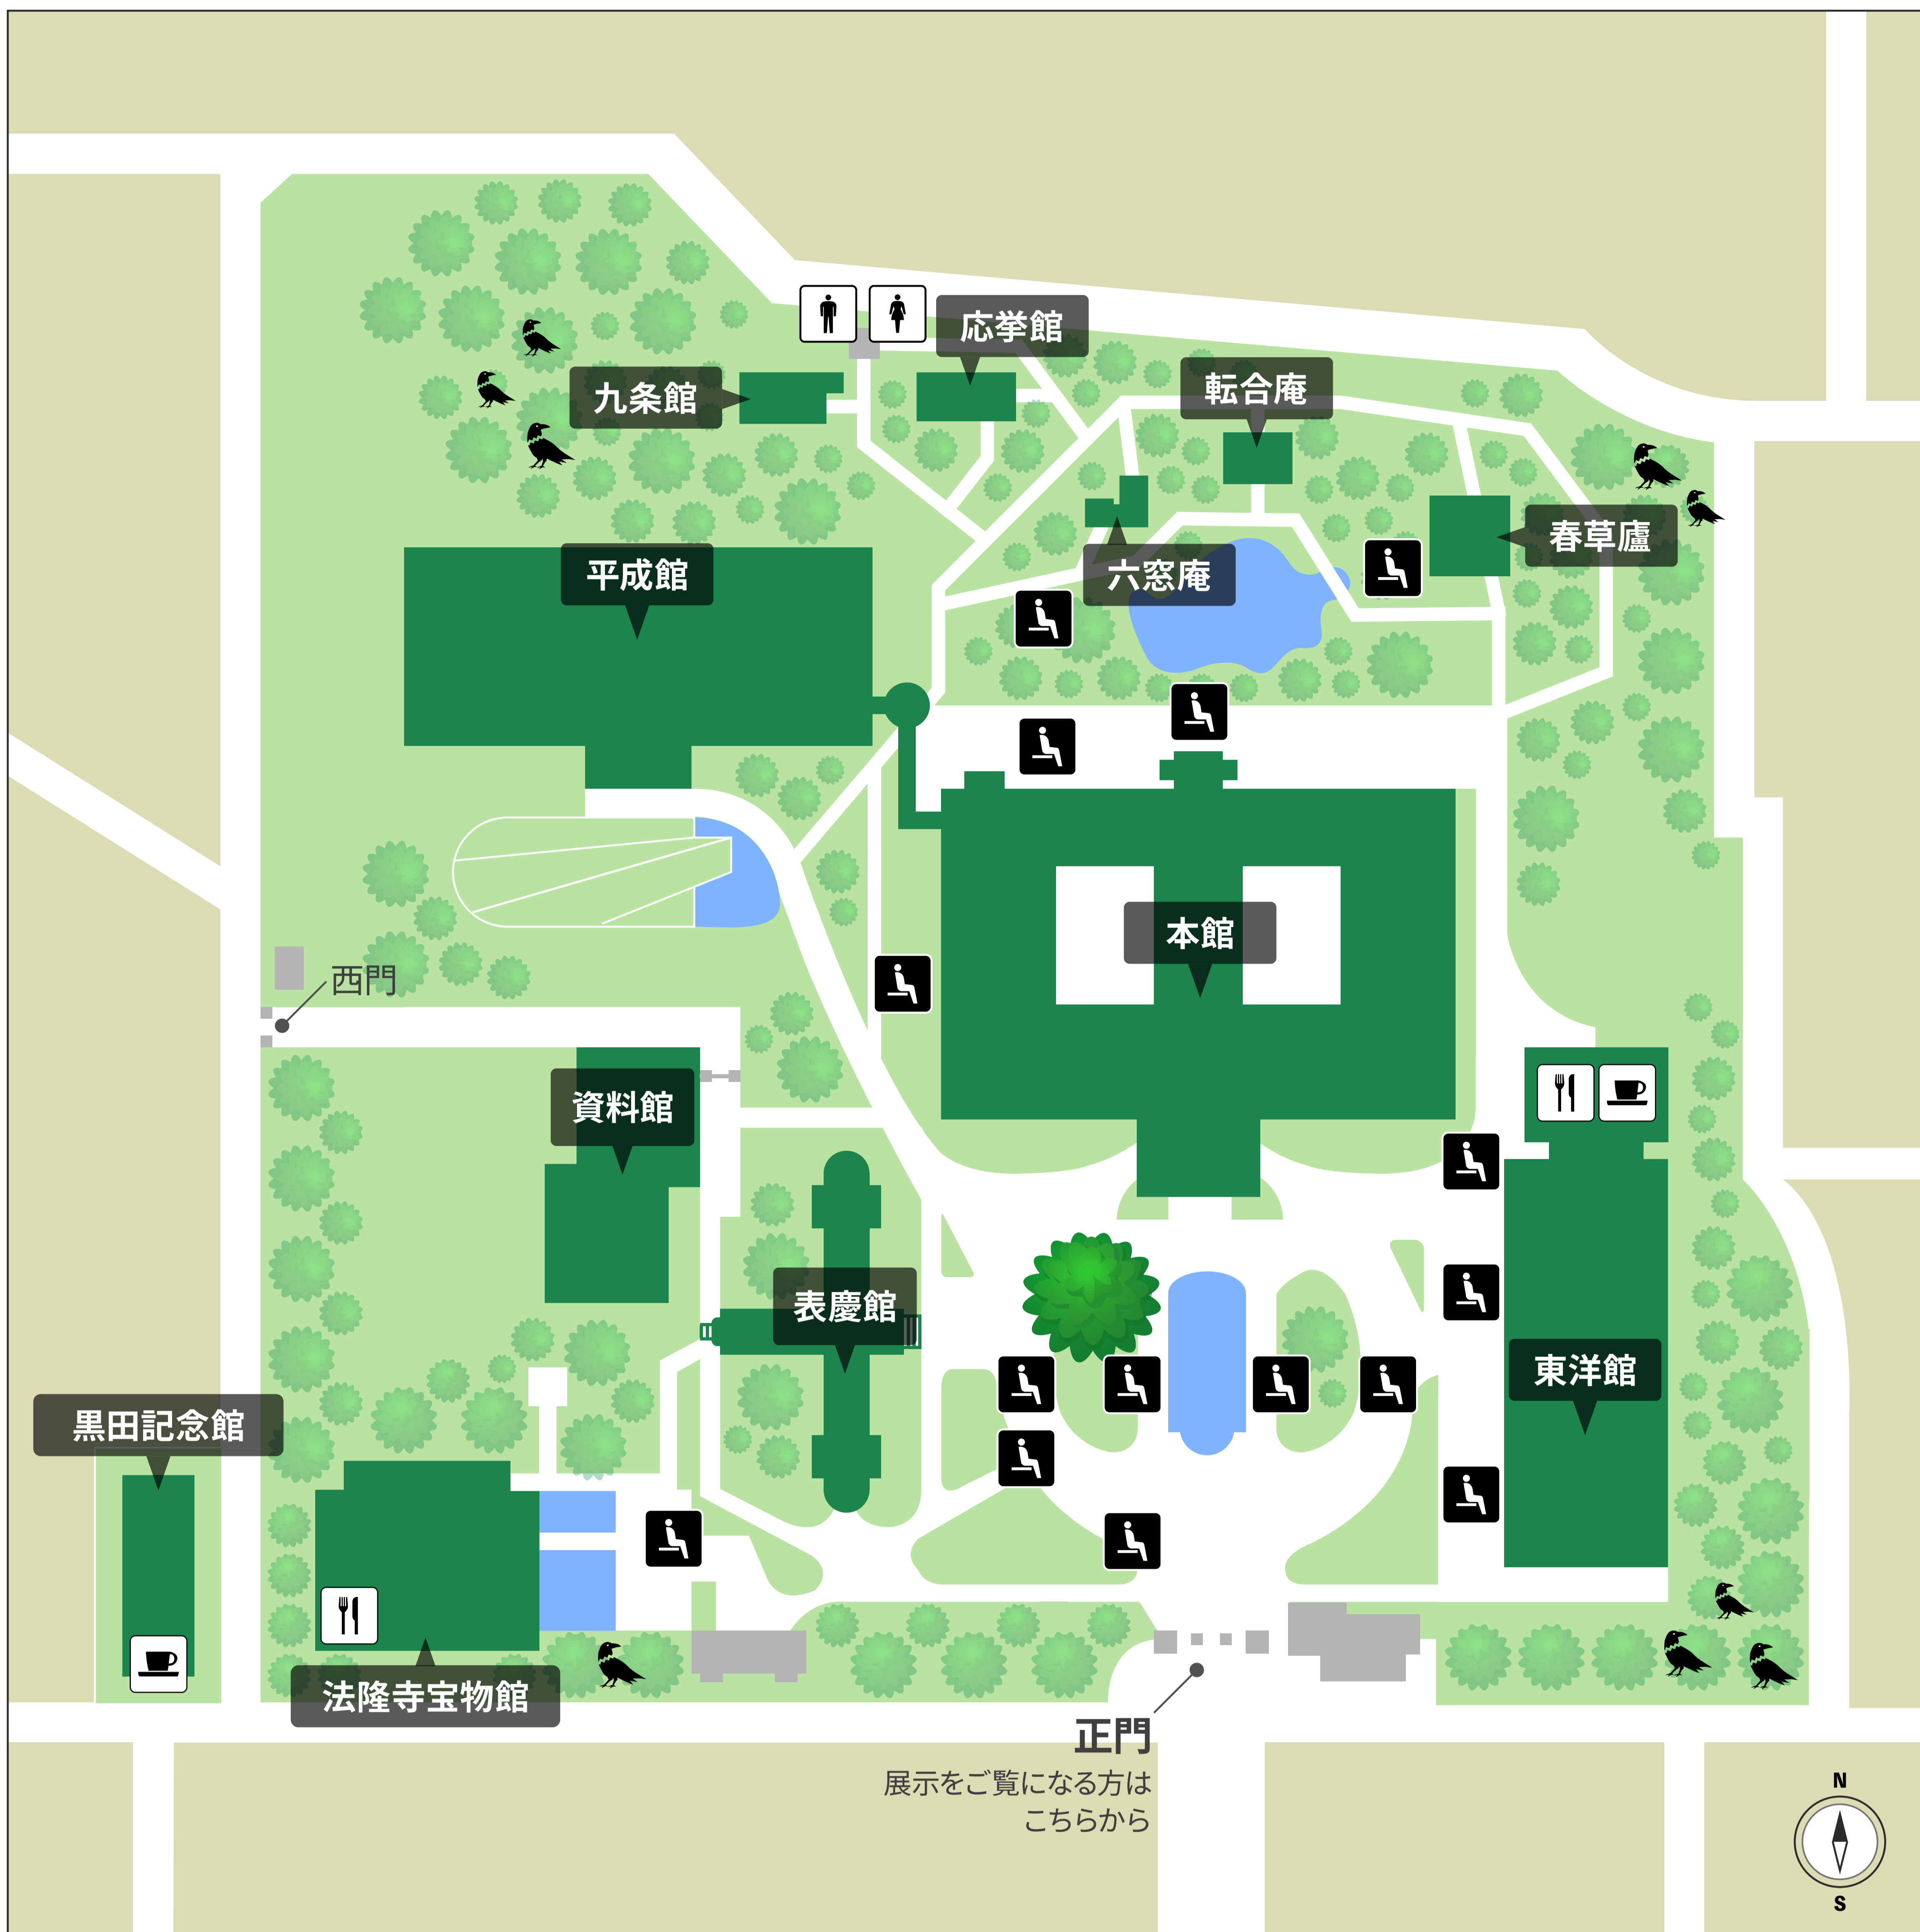 応挙館
転合庵
九条館
春草廬
平成館
六窓庵
本館
西門
資料館
表慶館
東洋館
黒田記念館
法隆寺宝物館
正門
展示をご覧になる方は
こちらから
N
S